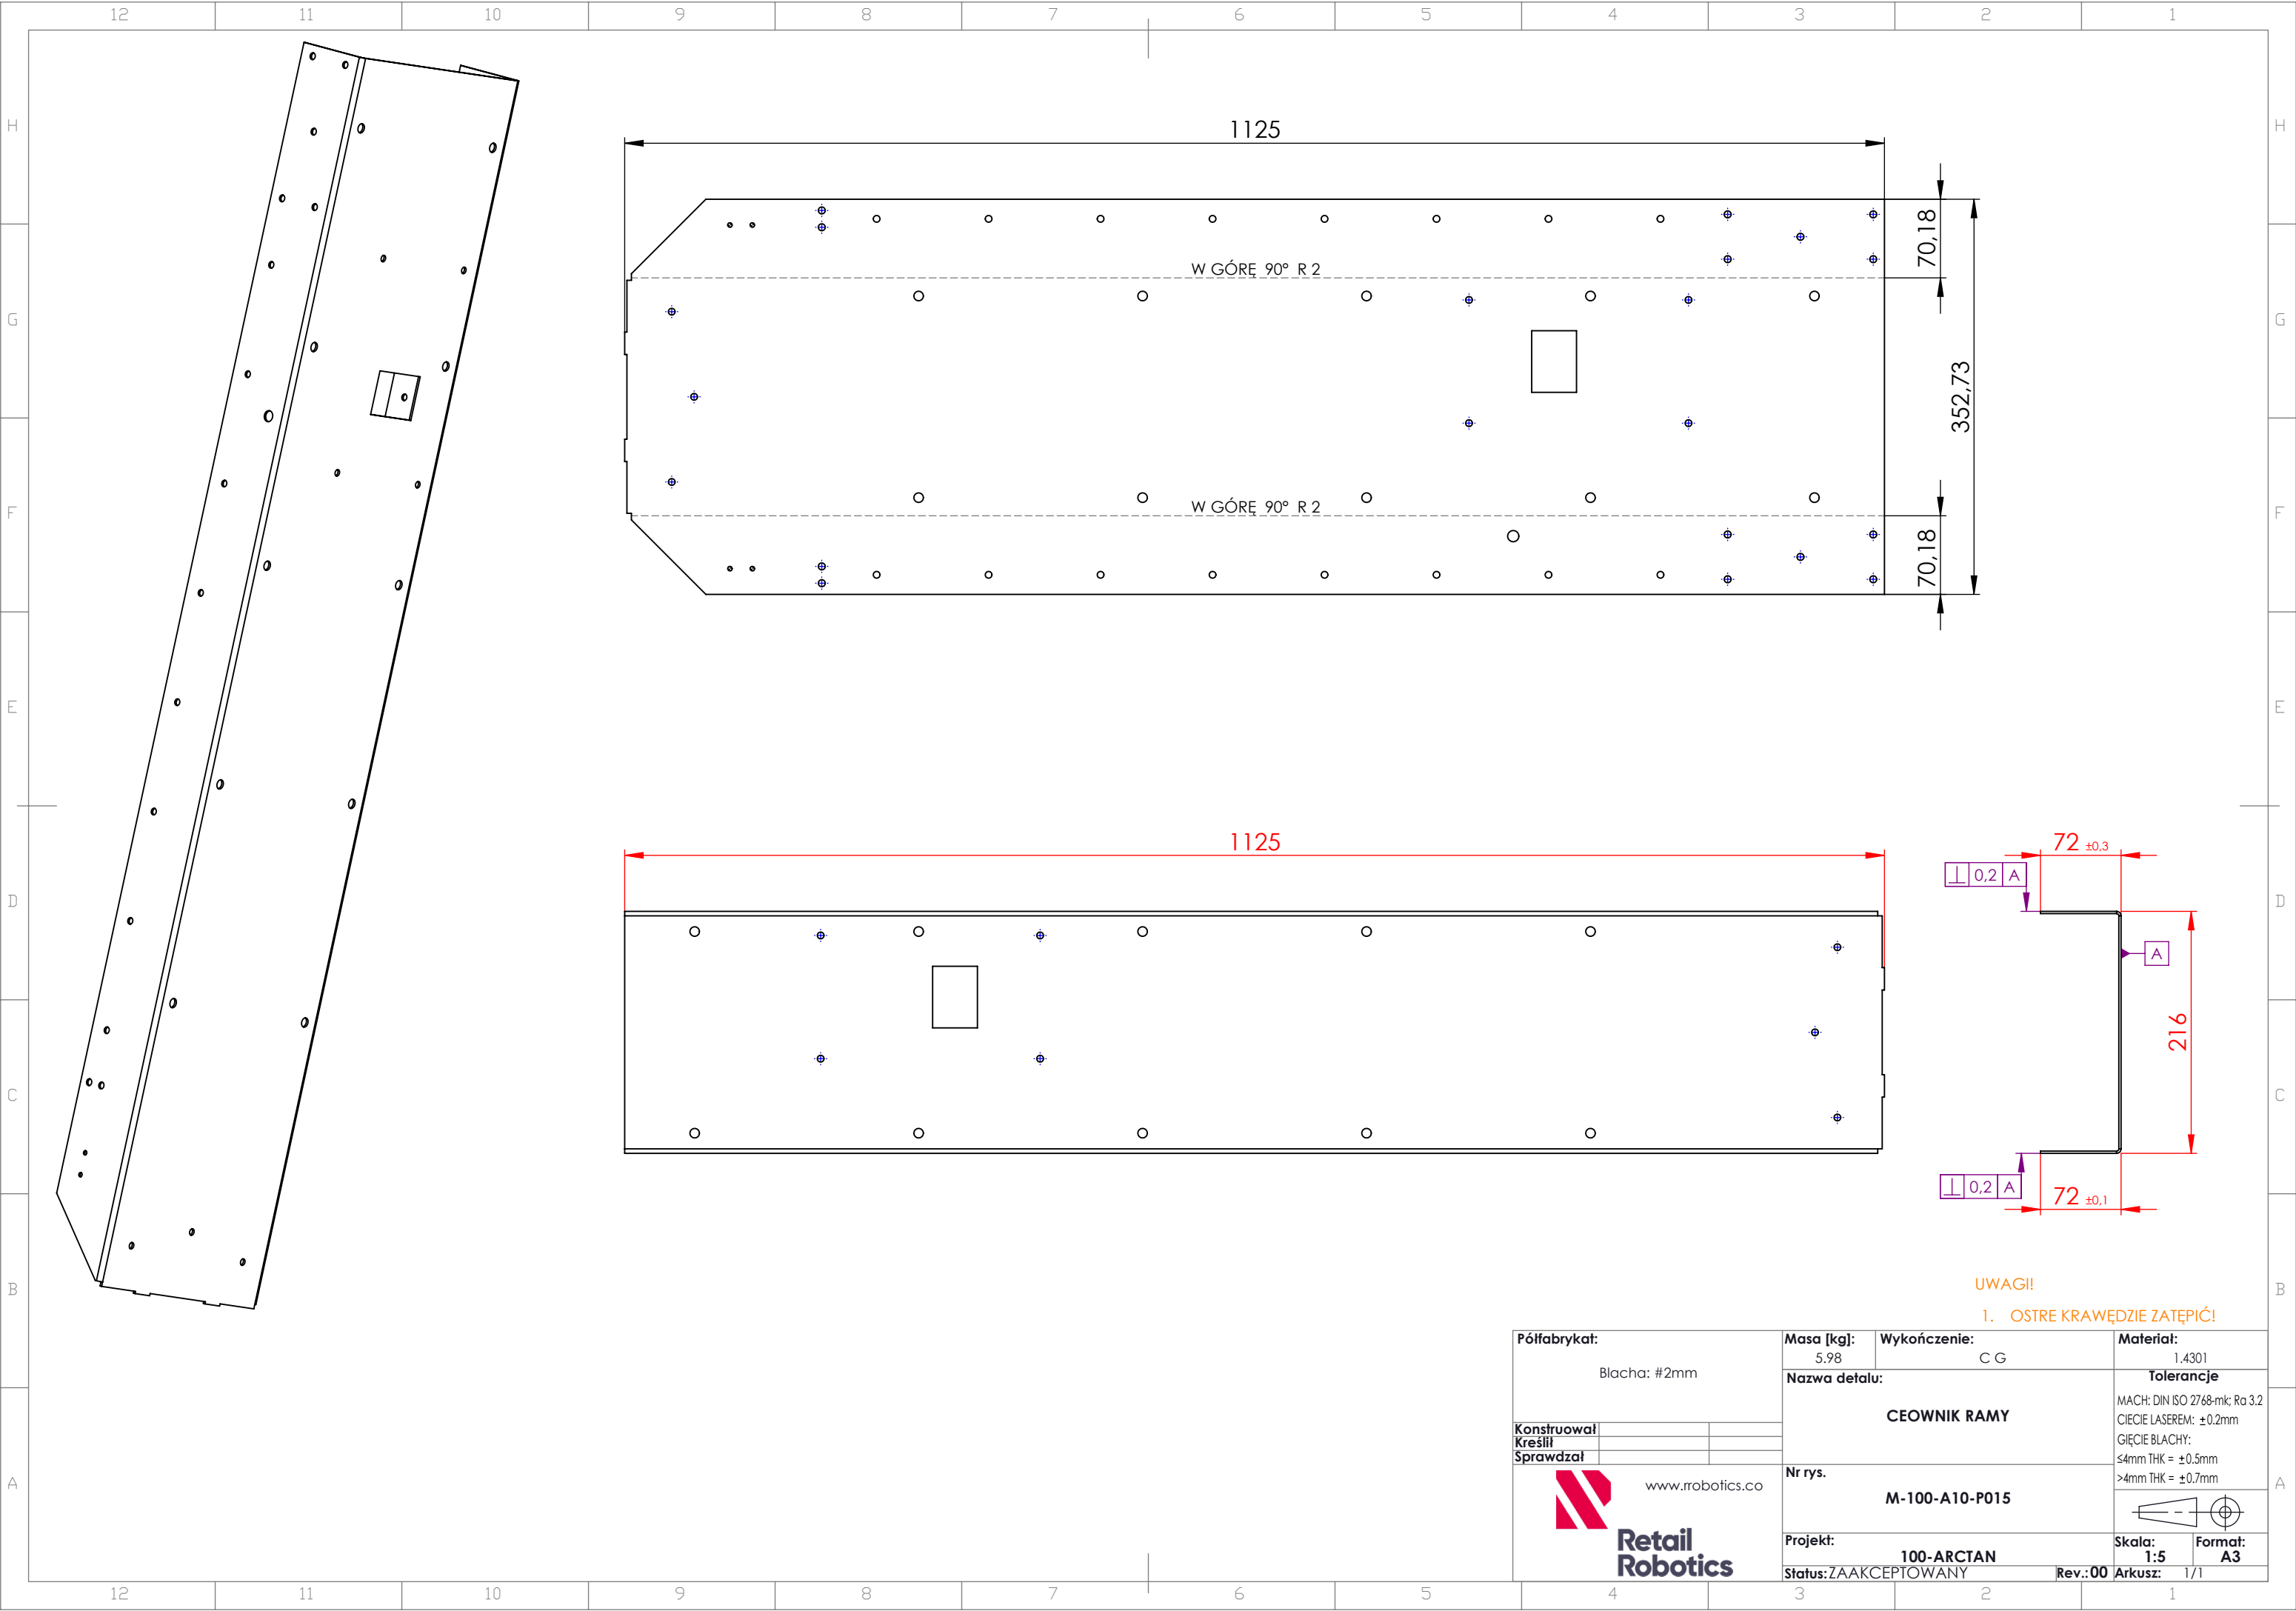 12 11 10 9 8 7 6 5 4 3 2 1
H H
G G
F F
E E
D D
C C
B B
A A
1125
70,18
W GÓRĘ 90° R 2
352,73
W GÓRĘ 90° R 2
70,18
1125
72 ±0,3
⊥ 0,2 A
A
216
⊥ 0,2 A
72 ±0,1
UWAGI!
1. OSTRE KRAWĘDZIE ZATĘPIĆ!
Półfabrykat:
Blacha: #2mm
Masa [kg]:
5.98
Wykończenie:
C G
Materiał:
1.4301
Nazwa detalu:
CEOWNIK RAMY
Tolerancje
MACH: DIN ISO 2768-mk; Ra 3.2
CIECIE LASEREM: ±0.2mm
GIĘCIE BLACHY:
≤4mm THK = ±0.5mm
>4mm THK = ±0.7mm
Konstruował
Kreślił
Sprawdzał
www.rrobotics.co
Retail
Robotics
Nr rys.
M-100-A10-P015
Projekt:
100-ARCTAN
Skala:
1:5
Format:
A3
Status: ZAAKCEPTOWANY
Rev.: 00
Arkusz: 1/1
12 11 10 9 8 7 6 5 4 3 2 1